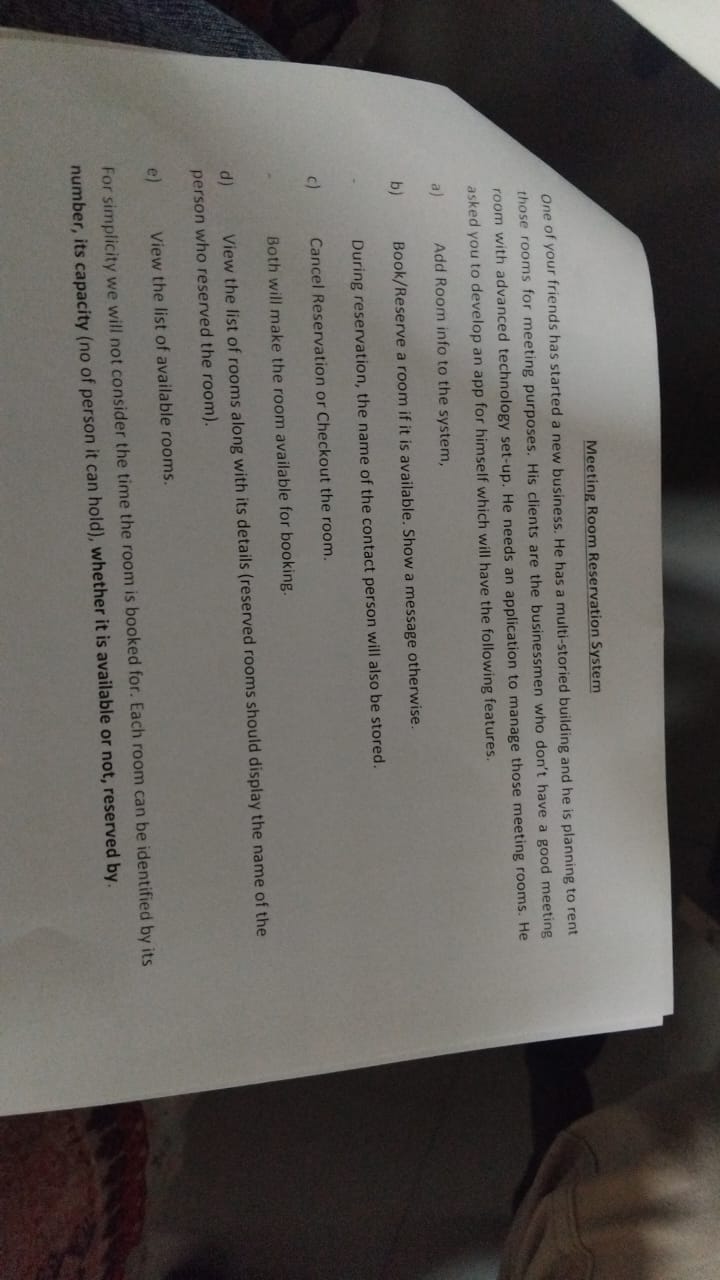 Meeting Room Reservation System
One of your friends has started a new business. He has a multi-storied building and he is planning to rent
those rooms for meeting purposes. His clients are the businessmen who don't have a good meeting
room with advanced technology set-up. He needs an application to manage those meeting rooms. He
asked you to develop an app for himself which will have the following features.
a) Add Room info to the system,
b) Book/Reserve a room if it is available. Show a message otherwise.
- During reservation, the name of the contact person will also be stored.
c) Cancel Reservation or Checkout the room.
- Both will make the room available for booking.
d) View the list of rooms along with its details (reserved rooms should display the name of the
person who reserved the room).
e) View the list of available rooms.
For simplicity we will not consider the time the room is booked for. Each room can be identified by its
number, its capacity (no of person it can hold), whether it is available or not, reserved by.